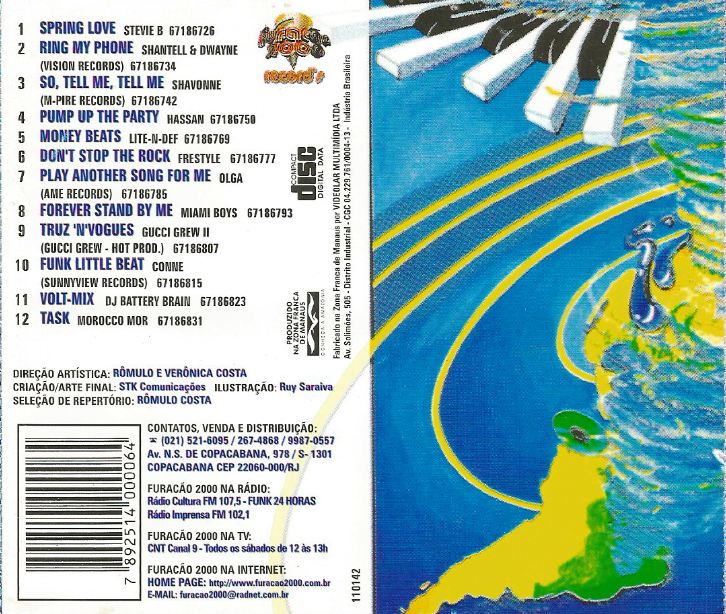 1 SPRING LOVE STEVIE B 67186726
2 RING MY PHONE SHANTELL & DWAYNE
(VISION RECORDS) 67186734
3 SO, TELL ME, TELL ME SHAVONNE
(M-PIRE RECORDS) 67186742
4 PUMP UP THE PARTY HASSAN 67186750
5 MONEY BEATS LITE-N-DEF 67186769
6 DON'T STOP THE ROCK FRESTYLE 67186777
7 PLAY ANOTHER SONG FOR ME OLGA
(AME RECORDS) 67186785
8 FOREVER STAND BY ME MIAMI BOYS 67186793
9 TRUZ 'N'VOGUES GUCCI GREW II
(GUCCI GREW - HOT PROD.) 67186807
10 FUNK LITTLE BEAT CONNE
(SUNNYVIEW RECORDS) 67186815
11 VOLT-MIX DJ BATTERY BRAIN 67186823
12 TASK MOROCCO MOR 67186831
FURACÃO
2000
record's
COMPACT
disc
DIGITAL DATA
PRODUZIDO
NA ZONA FRANCA
DE MANAUS
CONHEÇA A AMAZÔNIA
Fabricado na Zona Franca de Manaus por VIDEOLAR MULTIMÍDIA LTDA
Av. Solimões, 505 - Distrito Industrial - CGC 04.229.761/0004-13 - Indústria Brasileira
DIREÇÃO ARTÍSTICA: RÔMULO E VERÔNICA COSTA
CRIAÇÃO/ARTE FINAL: STK Comunicações ILUSTRAÇÃO: Ruy Saraiva
SELEÇÃO DE REPERTÓRIO: RÔMULO COSTA
CONTATOS, VENDA E DISTRIBUIÇÃO:
(021) 521-6095 / 267-4868 / 9987-0557
Av. N.S. DE COPACABANA, 978 / S- 1301
COPACABANA CEP 22060-000/RJ
FURACÃO 2000 NA RÁDIO:
Rádio Cultura FM 107,5 - FUNK 24 HORAS
Rádio Imprensa FM 102,1
FURACÃO 2000 NA TV:
CNT Canal 9 - Todos os sábados de 12 às 13h
FURACÃO 2000 NA INTERNET:
HOME PAGE: http://www.furacao2000.com.br
E-MAIL: furacao2000@radnet.com.br
7 892514 000064
110142